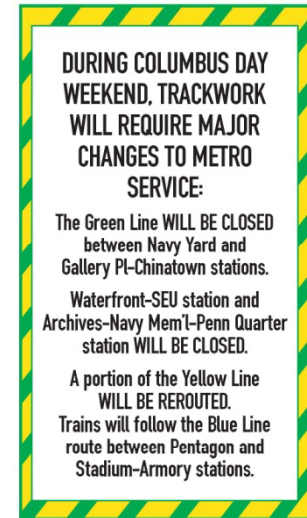 DURING COLUMBUS DAY
WEEKEND, TRACKWORK
WILL REQUIRE MAJOR
CHANGES TO METRO
SERVICE:
The Green Line WILL BE CLOSED
between Navy Yard and
Gallery Pl-Chinatown stations.
Waterfront-SEU station and
Archives-Navy Mem'l-Penn Quarter
station WILL BE CLOSED.
A portion of the Yellow Line
WILL BE REROUTED.
Trains will follow the Blue Line
route between Pentagon and
Stadium-Armory stations.